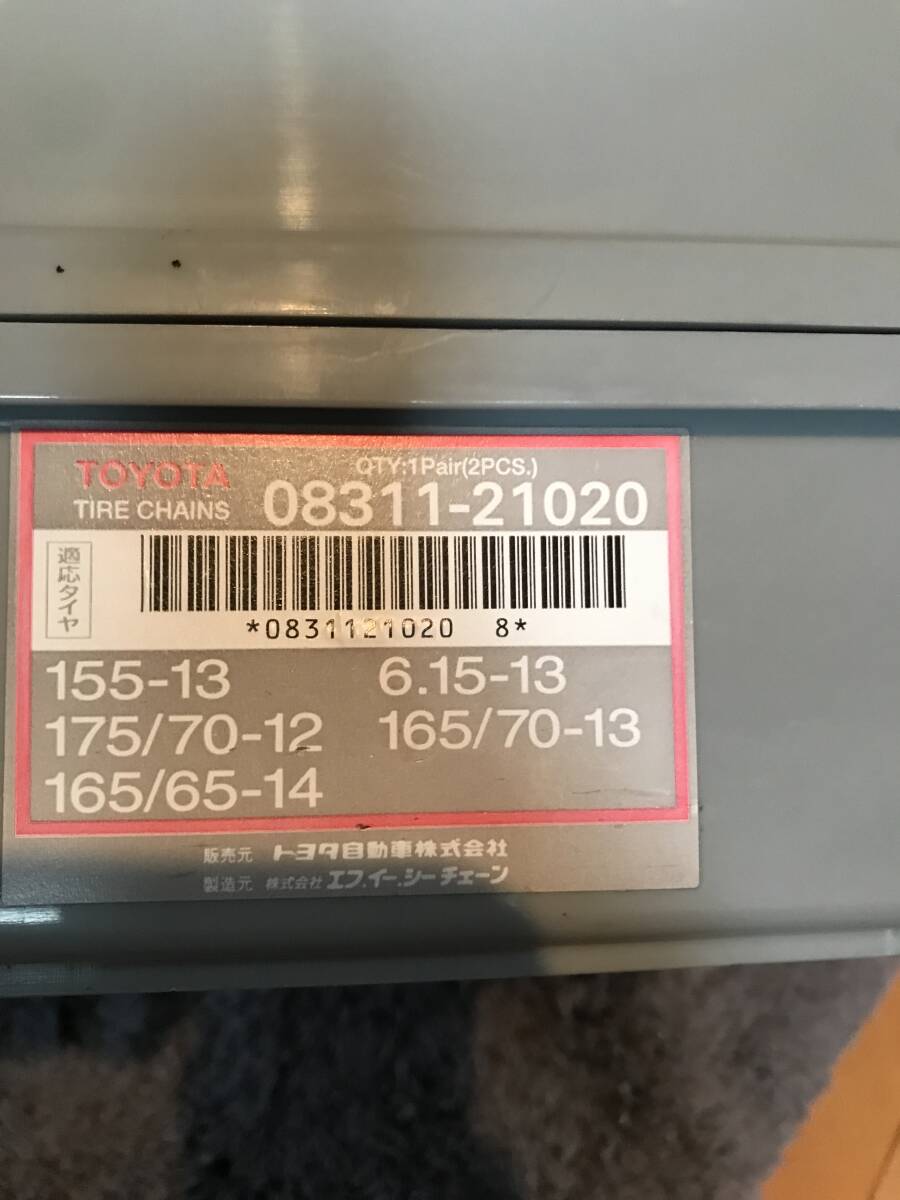 TOYOTA
TIRE CHAINS
QTY:1Pair(2PCS.)
08311-21020
適応タイヤ
*0831121020 8*
155-13 6.15-13
175/70-12 165/70-13
165/65-14
販売元 トヨタ自動車株式会社
製造元 株式会社 エフ.イー.シーチェーン